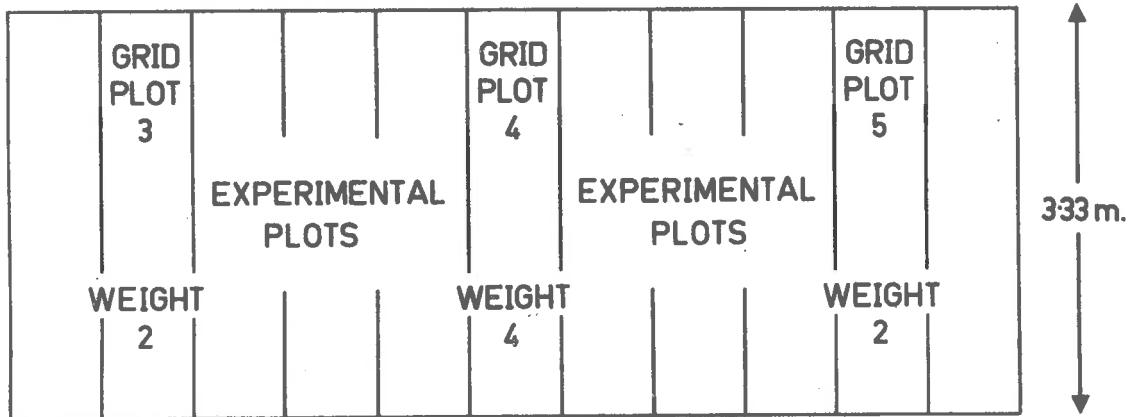 GRID
PLOT
3
GRID
PLOT
4
GRID
PLOT
5
EXPERIMENTAL
PLOTS
EXPERIMENTAL
PLOTS
3·33 m.
WEIGHT
2
WEIGHT
4
WEIGHT
2